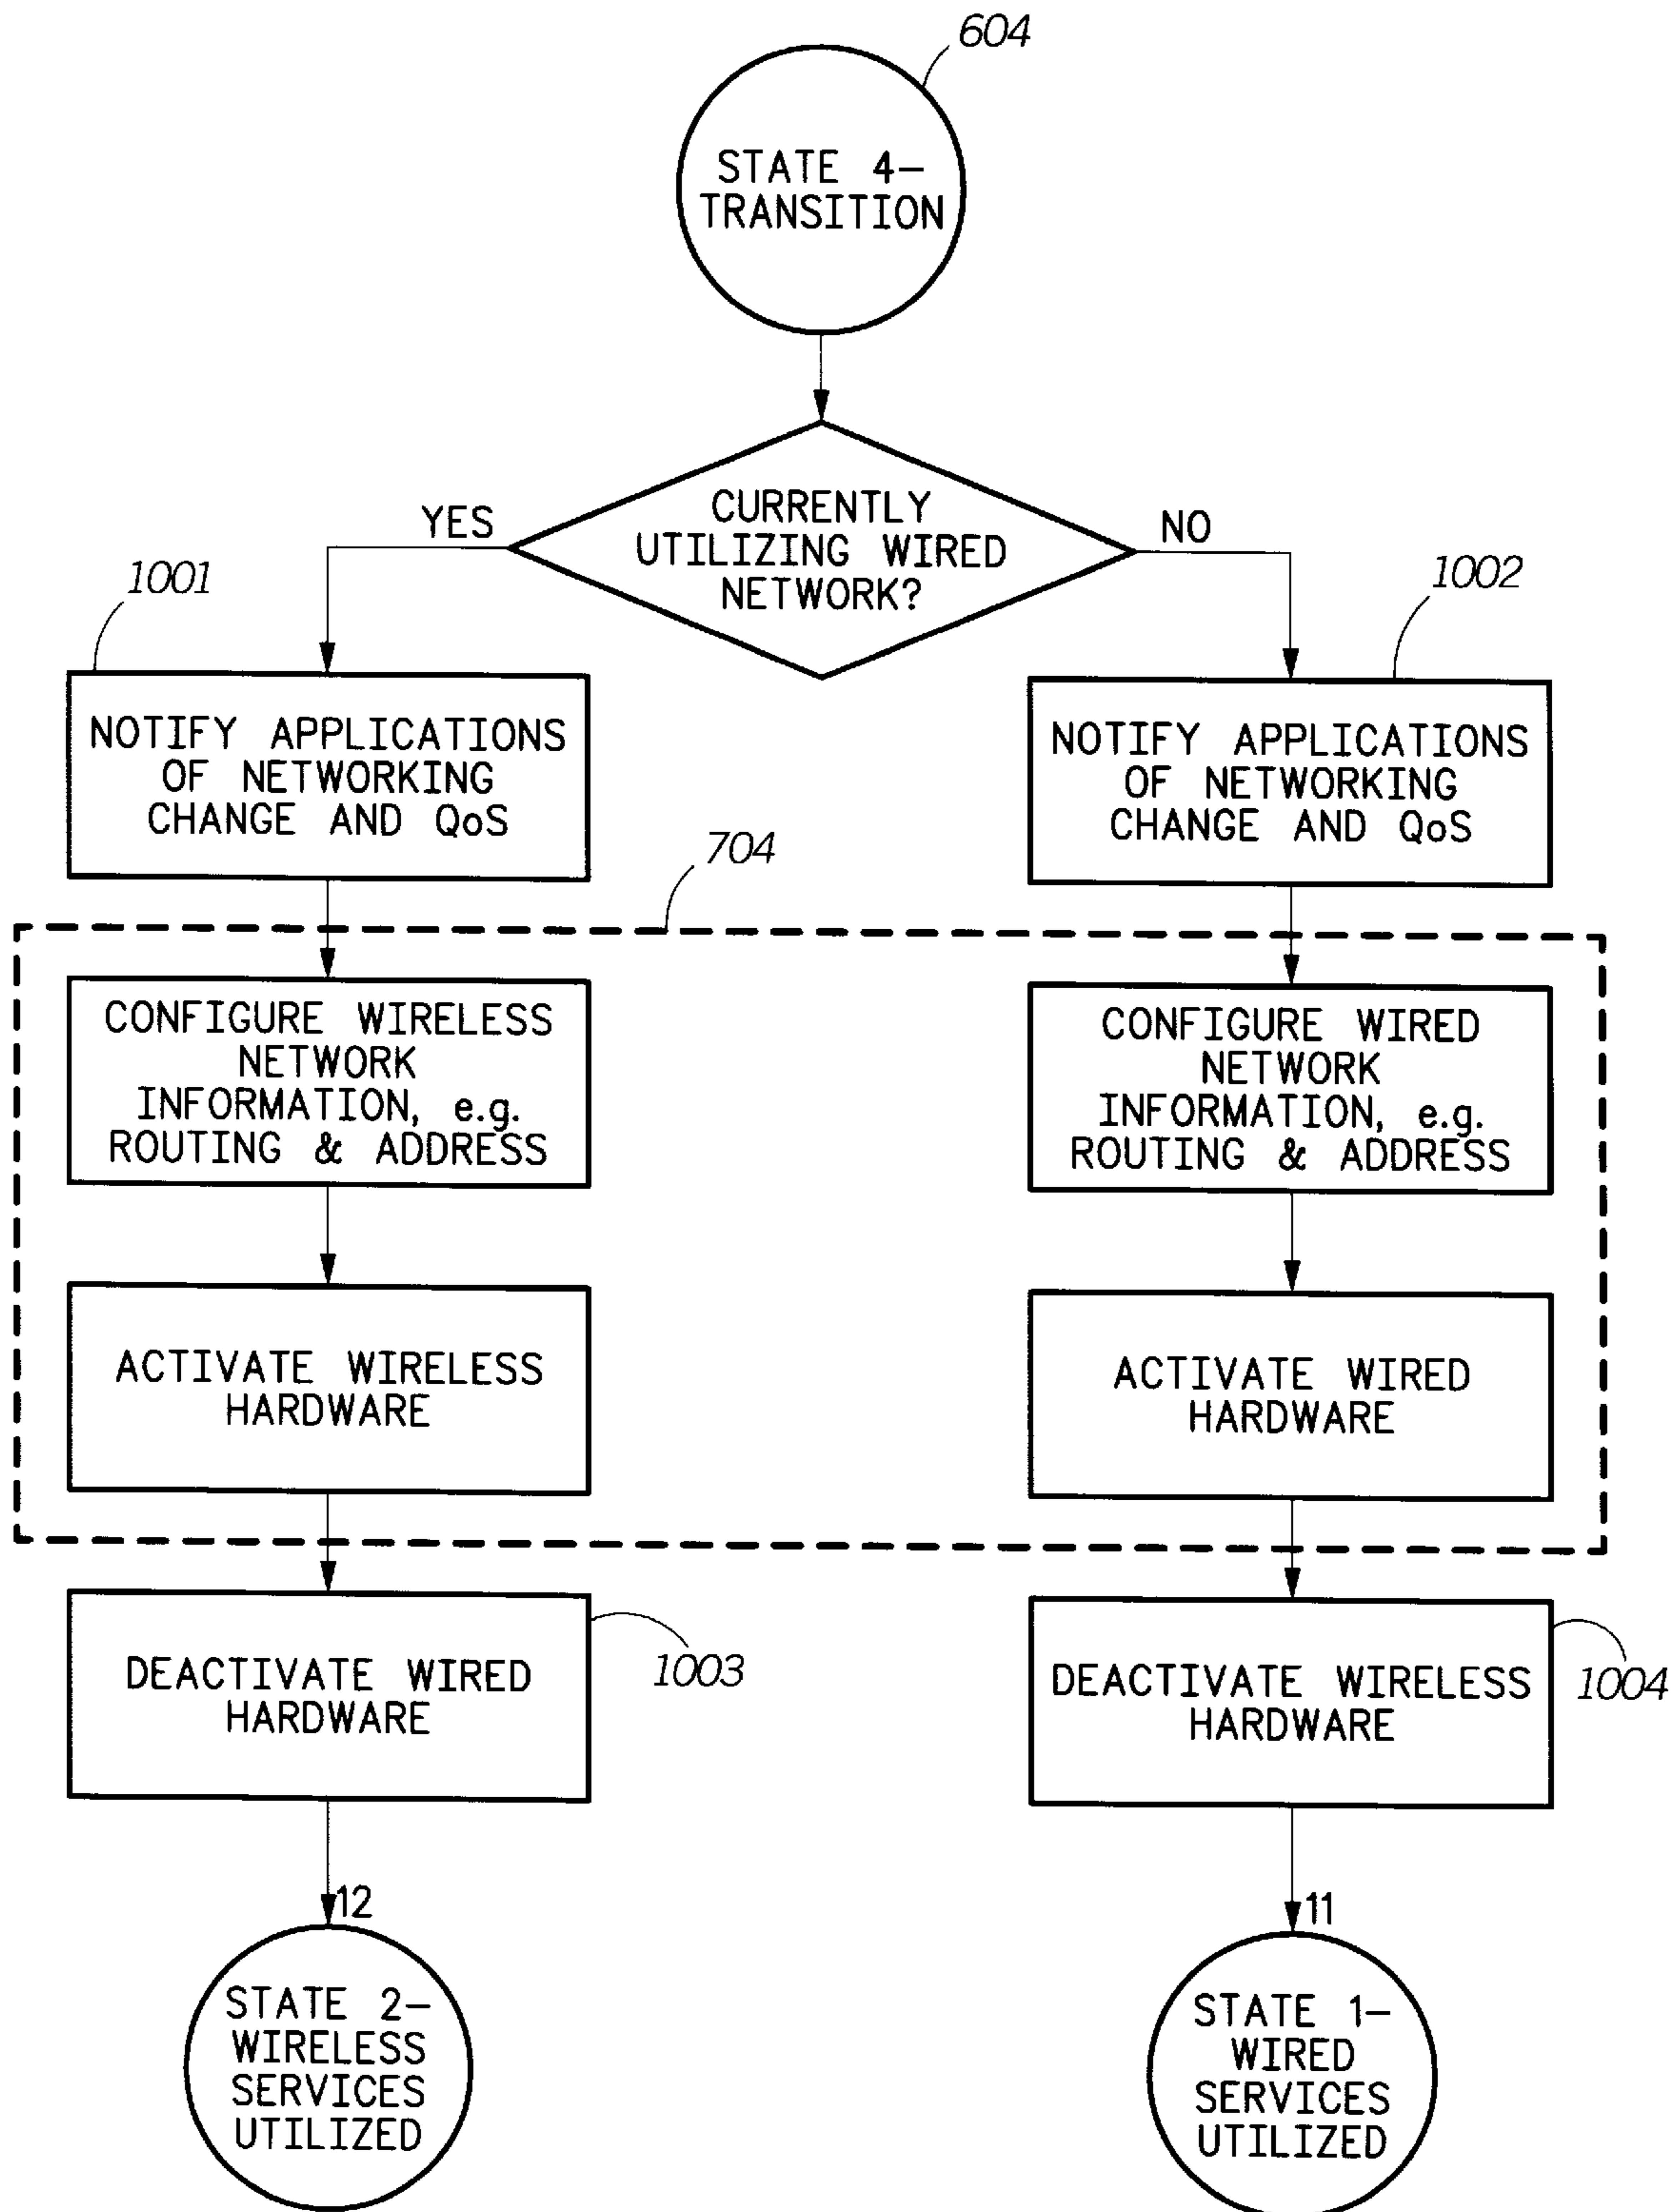 604
STATE 4–
TRANSITION
CURRENTLY
UTILIZING WIRED
NETWORK?
YES
NO
1001
1002
NOTIFY APPLICATIONS
OF NETWORKING
CHANGE AND QoS
NOTIFY APPLICATIONS
OF NETWORKING
CHANGE AND QoS
704
CONFIGURE WIRELESS
NETWORK
INFORMATION, e.g.
ROUTING & ADDRESS
CONFIGURE WIRED
NETWORK
INFORMATION, e.g.
ROUTING & ADDRESS
ACTIVATE WIRELESS
HARDWARE
ACTIVATE WIRED
HARDWARE
DEACTIVATE WIRED
HARDWARE
1003
DEACTIVATE WIRELESS
HARDWARE
1004
12
11
STATE 2–
WIRELESS
SERVICES
UTILIZED
STATE 1–
WIRED
SERVICES
UTILIZED